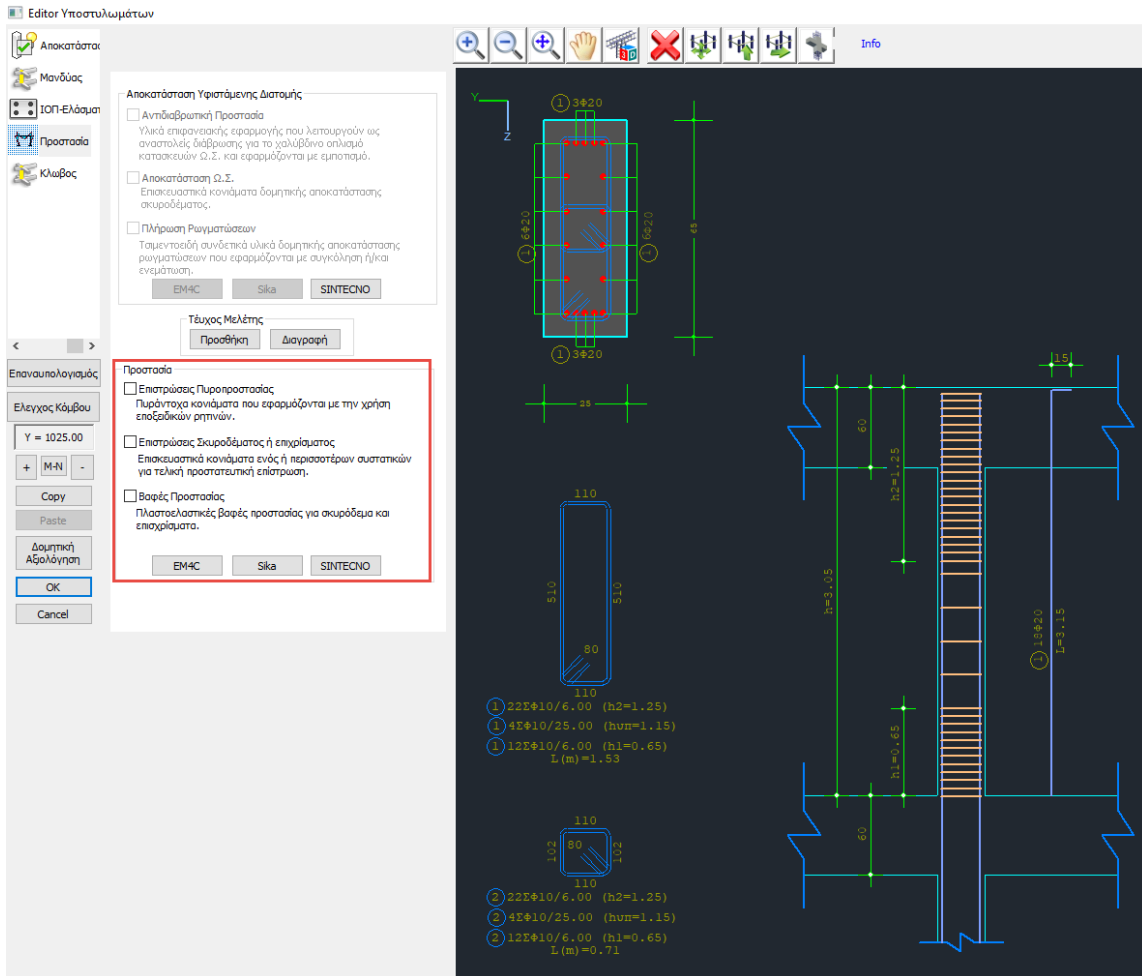 Editor Υποστυλωμάτων
Αποκατάστασ
Μανδύας
ΙΟΠ-Ελάσματ
Προστασία
Κλωβος
Επαναυπολογισμός
Ελεγχος Κόμβου
Y = 1025.00
+ M-N -
Copy
Paste
Δομητική
Αξιολόγηση
OK
Cancel
Αποκατάσταση Υφιστάμενης Διατομής
Αντιδιαβρωτική Προστασία
Υλικά επιφανειακής εφαρμογής που λειτουργούν ως
αναστολείς διάβρωσης για το χαλύβδινο οπλισμό
κατασκευών Ω.Σ. και εφαρμόζονται με εμποτισμό.
Αποκατάσταση Ω.Σ.
Επισκευαστικά κονιάματα δομητικής αποκατάστασης
σκυροδέματος.
Πλήρωση Ρωγματώσεων
Τσιμεντοειδή συνδετικά υλικά δομητικής αποκατάστασης
ρωγματώσεων που εφαρμόζονται με συγκόληση ή/και
ενεμάτωση.
EM4C Sika SINTECNO
Τέυχος Μελέτης
Προσθήκη Διαγραφή
Προστασία
Επιστρώσεις Πυροπροστασίας
Πυράντοχα κονιάματα που εφαρμόζονται με την χρήση
εποξειδικών ρητινών.
Επιστρώσεις Σκυροδέματος ή επιχρίσματος
Επισκευαστικά κονιάματα ενός ή περισσοτέρων συστατικών
για τελική προστατευτική επίστρωση.
Βαφές Προστασίας
Πλαστοελαστικές βαφές προστασίας για σκυρόδεμα και
επισχρίσματα.
EM4C Sika SINTECNO
3D
Info
Y
Z
1 3Φ20
1 6Φ20
1 6Φ20
65
1 3Φ20
25
110
510
510
80
110
1 22ΣΦ10/6.00 (h2=1.25)
1 4ΣΦ10/25.00 (hυπ=1.15)
1 12ΣΦ10/6.00 (h1=0.65)
L(m)=1.53
110
102
80
102
110
2 22ΣΦ10/6.00 (h2=1.25)
2 4ΣΦ10/25.00 (hυπ=1.15)
2 12ΣΦ10/6.00 (h1=0.65)
L(m)=0.71
15
60
h2=1.25
h=3.05
1 18Φ20
L=3.15
h1=0.65
60